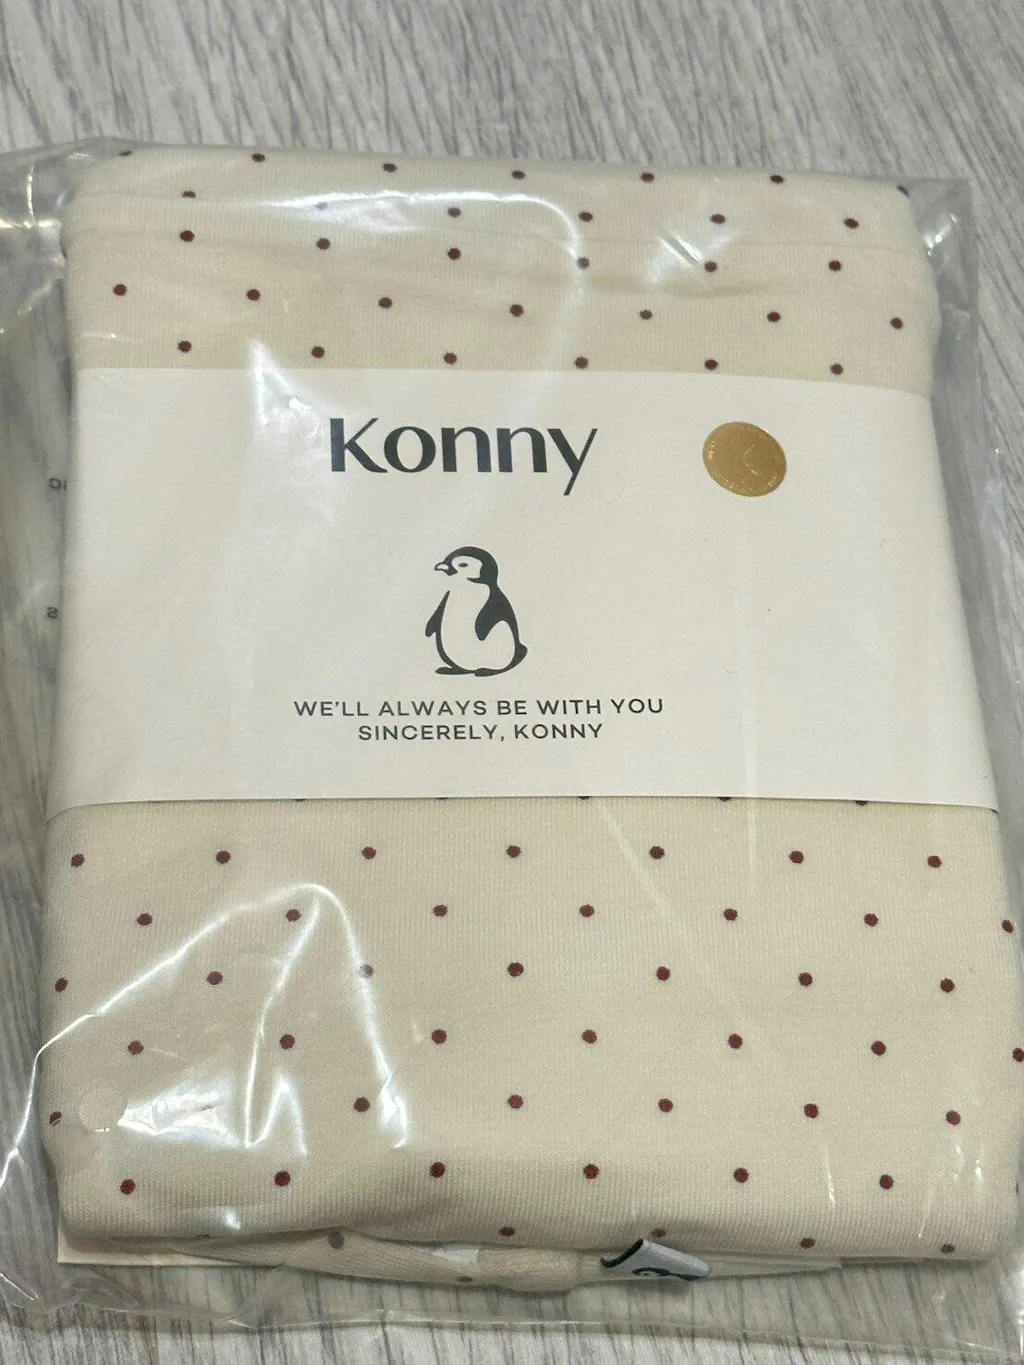 Konny
WE'LL ALWAYS BE WITH YOU
SINCERELY, KONNY